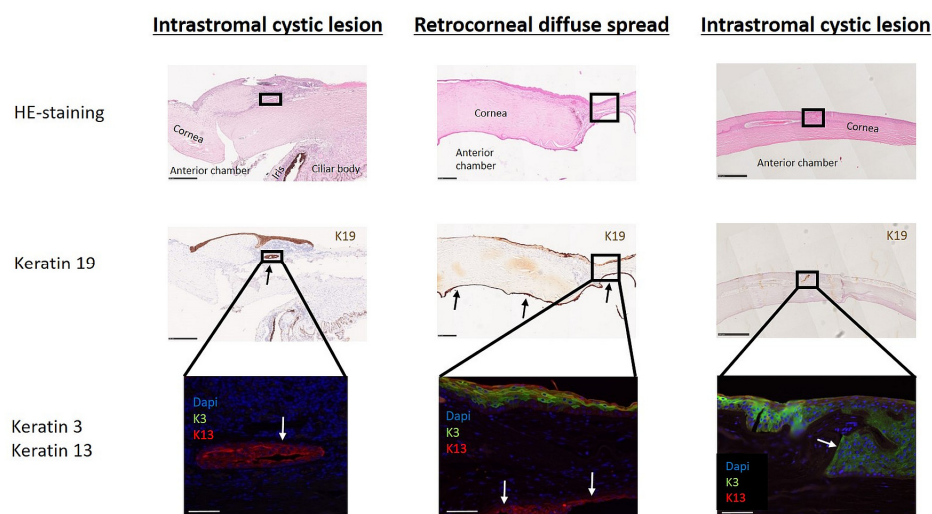 Intrastromal cystic lesion
Retrocorneal diffuse spread
Intrastromal cystic lesion
HE-staining
Cornea
Anterior chamber
Iris
Ciliar body
Cornea
Anterior
chamber
Cornea
Anterior chamber
Keratin 19
K19
K19
K19
Keratin 3
Keratin 13
Dapi
K3
K13
Dapi
K3
K13
Dapi
K3
K13